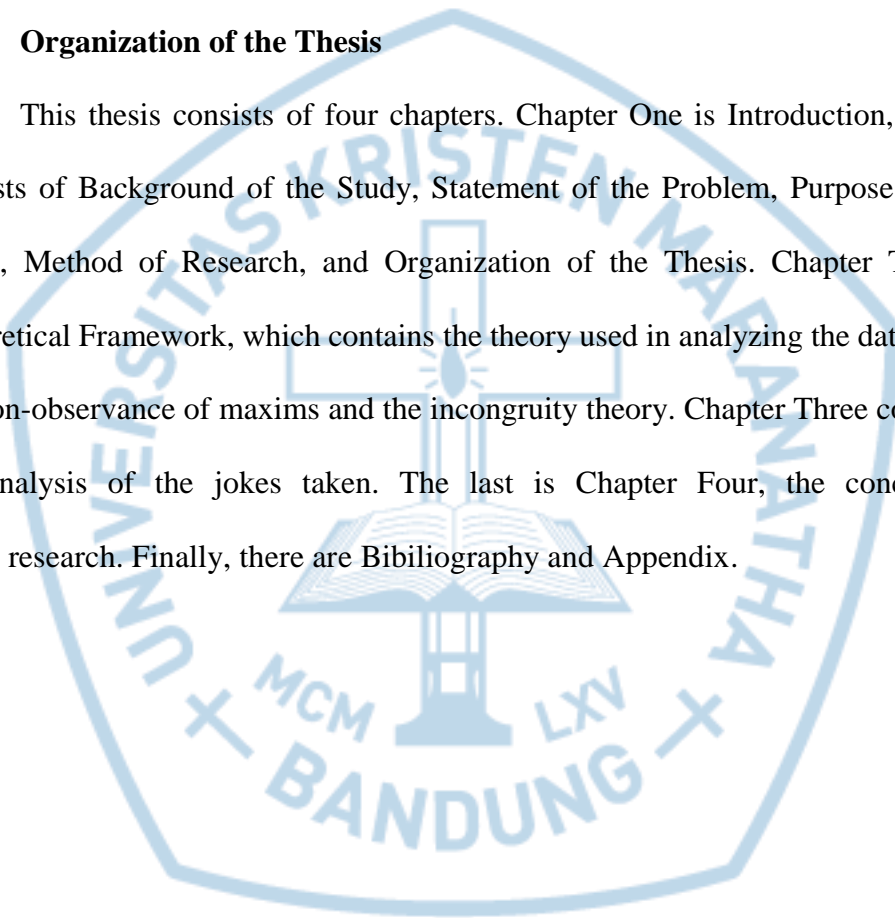 Organization of the Thesis
This thesis consists of four chapters. Chapter One is Introduction,
sts of Background of the Study, Statement of the Problem, Purpose
, Method of Research, and Organization of the Thesis. Chapter T
retical Framework, which contains the theory used in analyzing the dat
on-observance of maxims and the incongruity theory. Chapter Three co
nalysis of the jokes taken. The last is Chapter Four, the conc
research. Finally, there are Bibiliography and Appendix.
UNIVERSITAS KRISTEN MARANATHA
MCM LXV
BANDUNG